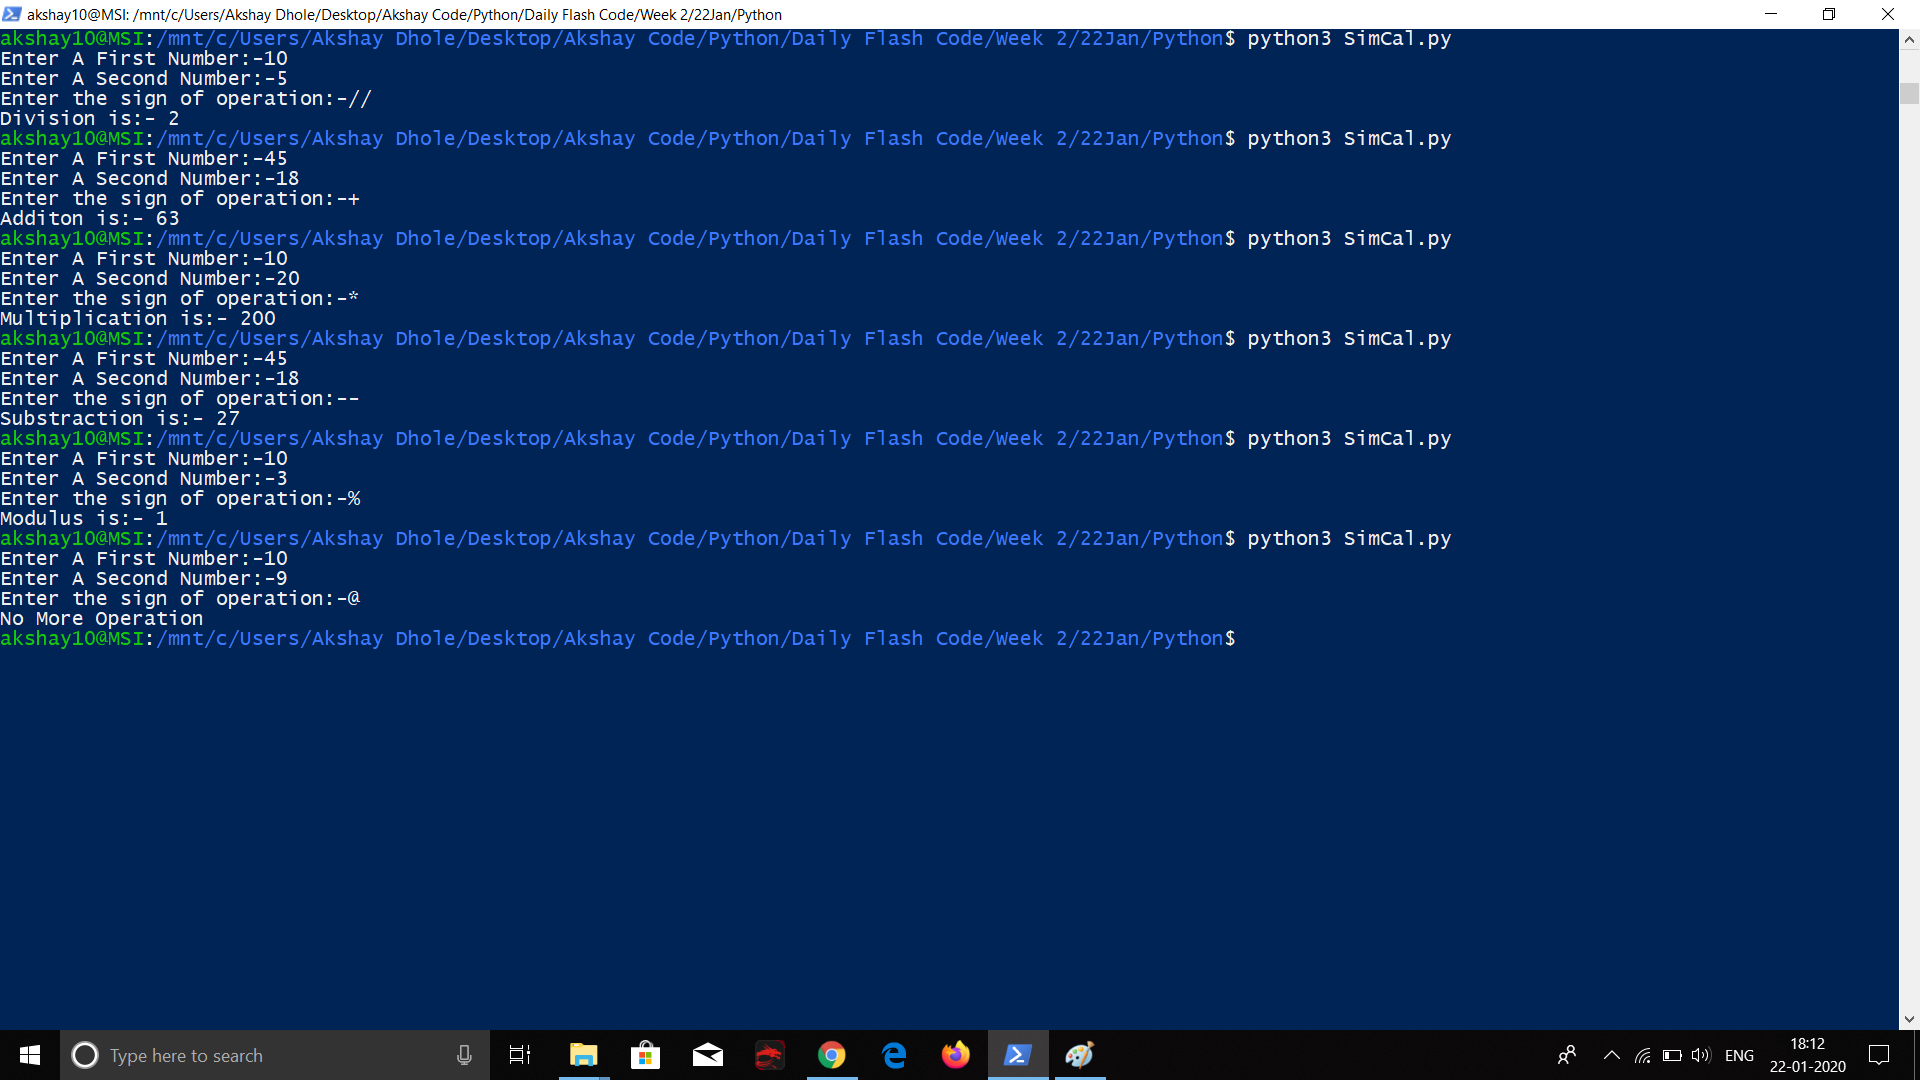 akshay10@MSI: /mnt/c/Users/Akshay Dhole/Desktop/Akshay Code/Python/Daily Flash Code/Week 2/22Jan/Python
akshay10@MSI:/mnt/c/Users/Akshay Dhole/Desktop/Akshay Code/Python/Daily Flash Code/Week 2/22Jan/Python$ python3 SimCal.py
Enter A First Number:-10
Enter A Second Number:-5
Enter the sign of operation:-//
Division is:- 2
akshay10@MSI:/mnt/c/Users/Akshay Dhole/Desktop/Akshay Code/Python/Daily Flash Code/Week 2/22Jan/Python$ python3 SimCal.py
Enter A First Number:-45
Enter A Second Number:-18
Enter the sign of operation:-+
Additon is:- 63
akshay10@MSI:/mnt/c/Users/Akshay Dhole/Desktop/Akshay Code/Python/Daily Flash Code/Week 2/22Jan/Python$ python3 SimCal.py
Enter A First Number:-10
Enter A Second Number:-20
Enter the sign of operation:-*
Multiplication is:- 200
akshay10@MSI:/mnt/c/Users/Akshay Dhole/Desktop/Akshay Code/Python/Daily Flash Code/Week 2/22Jan/Python$ python3 SimCal.py
Enter A First Number:-45
Enter A Second Number:-18
Enter the sign of operation:--
Substraction is:- 27
akshay10@MSI:/mnt/c/Users/Akshay Dhole/Desktop/Akshay Code/Python/Daily Flash Code/Week 2/22Jan/Python$ python3 SimCal.py
Enter A First Number:-10
Enter A Second Number:-3
Enter the sign of operation:-%
Modulus is:- 1
akshay10@MSI:/mnt/c/Users/Akshay Dhole/Desktop/Akshay Code/Python/Daily Flash Code/Week 2/22Jan/Python$ python3 SimCal.py
Enter A First Number:-10
Enter A Second Number:-9
Enter the sign of operation:-@
No More Operation
akshay10@MSI:/mnt/c/Users/Akshay Dhole/Desktop/Akshay Code/Python/Daily Flash Code/Week 2/22Jan/Python$
Type here to search
ENG
18:12
22-01-2020